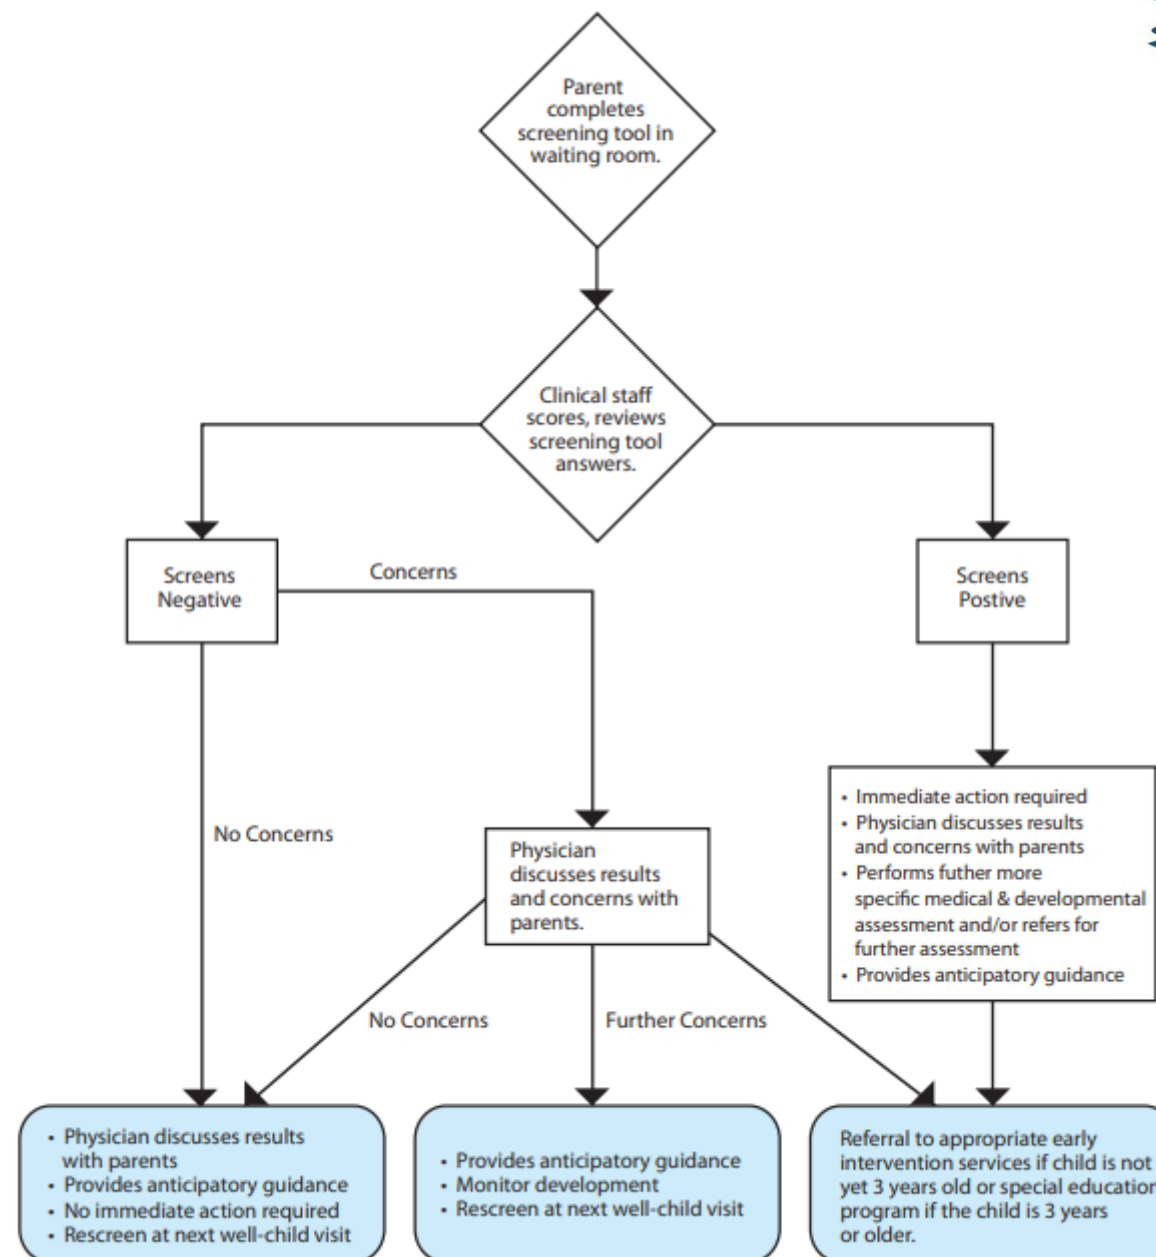 Parent
completes
screening tool in
waiting room.
Clinical staff
scores, reviews
screening tool
answers.
Screens
Negative
Concerns
Screens
Postive
No Concerns
Physician
discusses results
and concerns with
parents.
• Immediate action required
• Physician discusses results
and concerns with parents
• Performs futher more
specific medical & developmental
assessment and/or refers for
further assessment
• Provides anticipatory guidance
No Concerns
Further Concerns
• Physician discusses results
with parents
• Provides anticipatory guidance
• No immediate action required
• Rescreen at next well-child visit
• Provides anticipatory guidance
• Monitor development
• Rescreen at next well-child visit
Referral to appropriate early
intervention services if child is not
yet 3 years old or special education
program if the child is 3 years
or older.